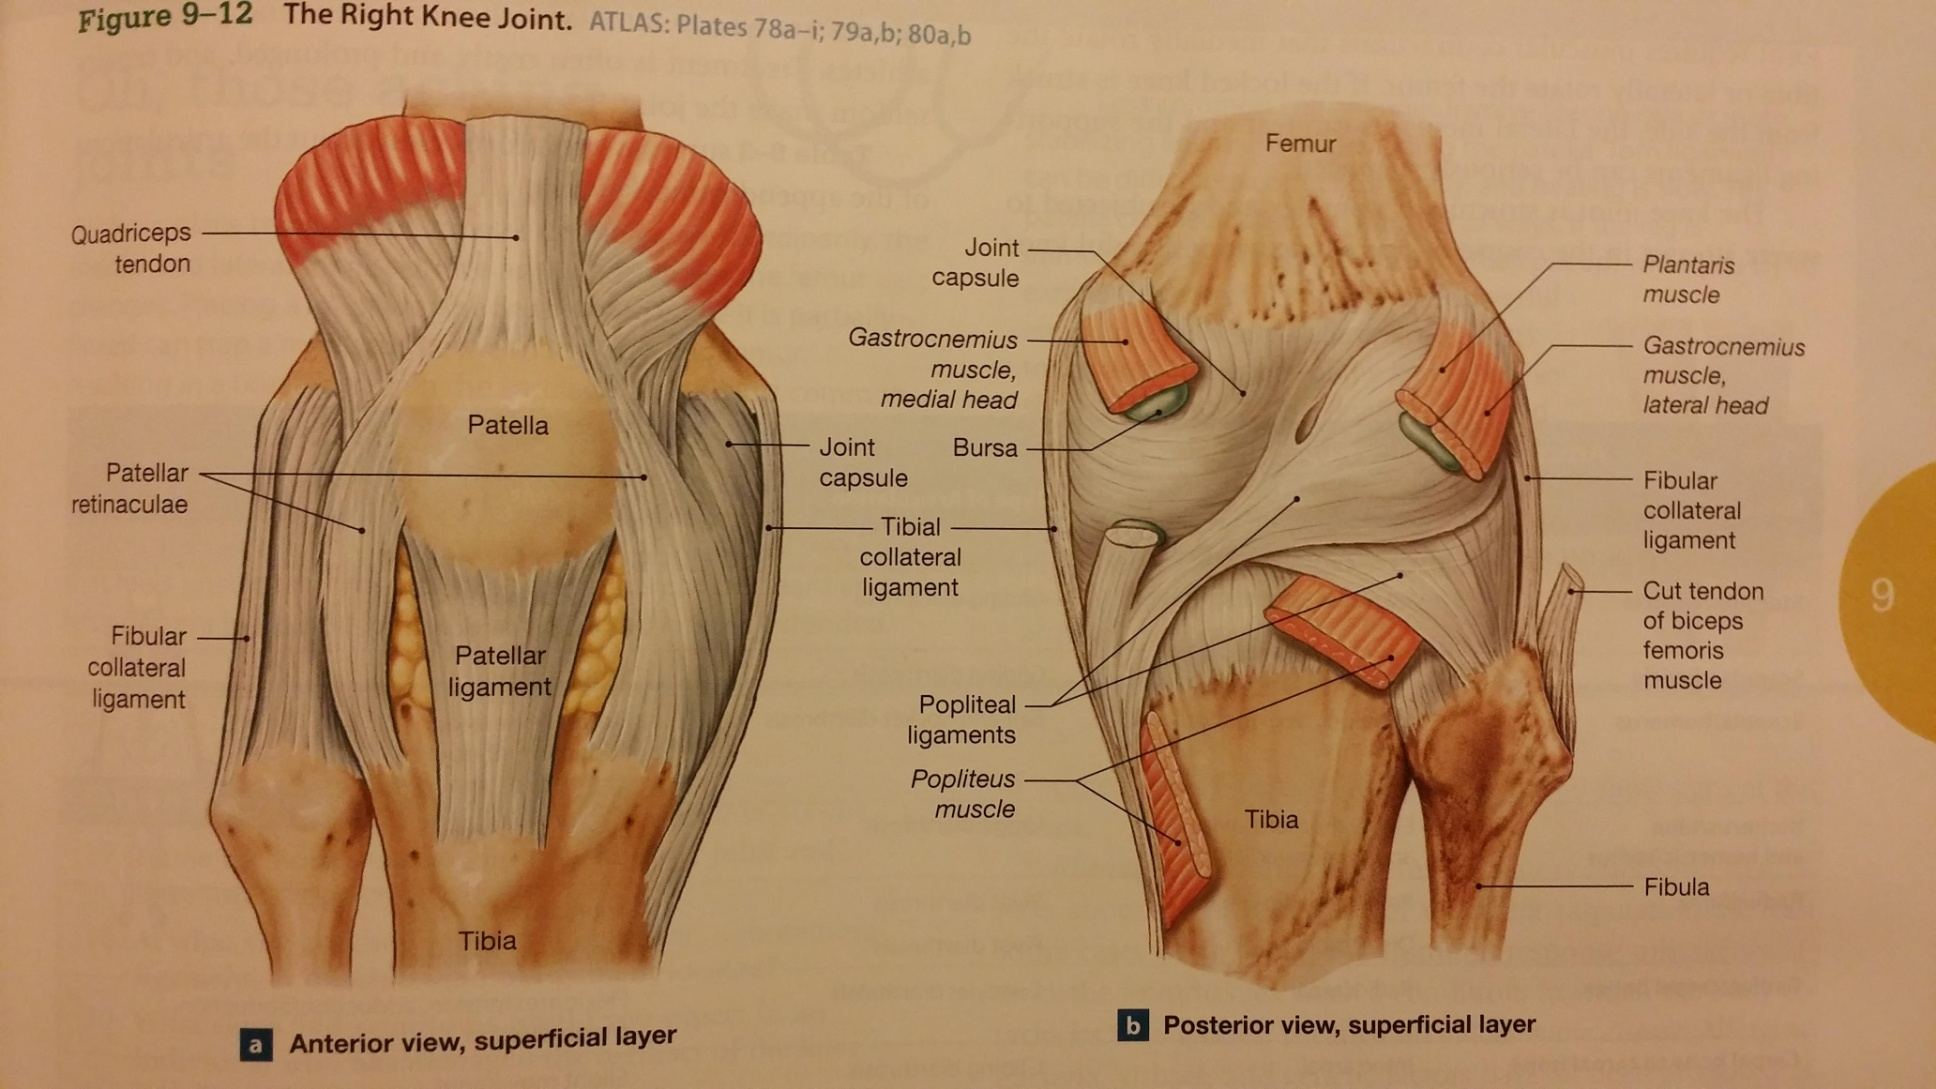 Figure 9–12 The Right Knee Joint. ATLAS: Plates 78a–i; 79a,b; 80a,b
Quadriceps
tendon
Patella
Patellar
retinaculae
Joint
capsule
Tibial
collateral
ligament
Fibular
collateral
ligament
Patellar
ligament
Tibia
a Anterior view, superficial layer
Femur
Joint
capsule
Gastrocnemius
muscle,
medial head
Bursa
Plantaris
muscle
Gastrocnemius
muscle,
lateral head
Fibular
collateral
ligament
Cut tendon
of biceps
femoris
muscle
Popliteal
ligaments
Popliteus
muscle
Tibia
Fibula
b Posterior view, superficial layer
9